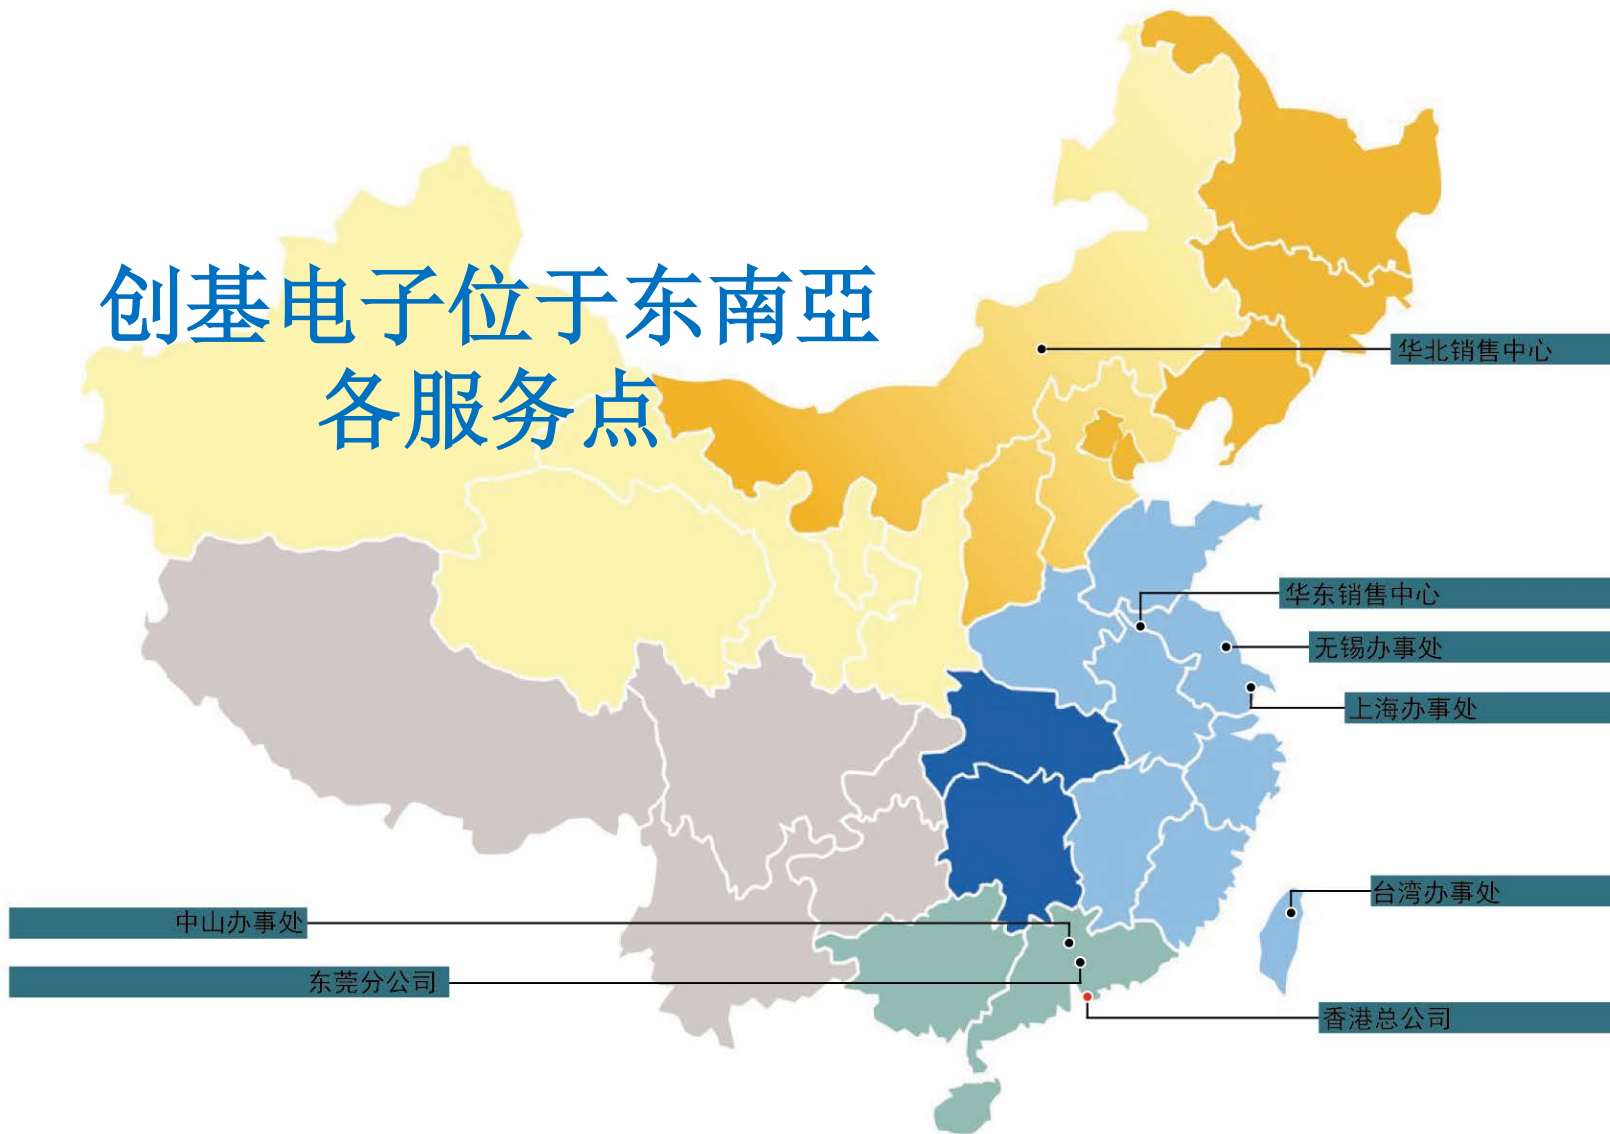 创基电子位于东南亞
各服务点
华北销售中心
华东销售中心
无锡办事处
上海办事处
台湾办事处
中山办事处
东莞分公司
香港总公司